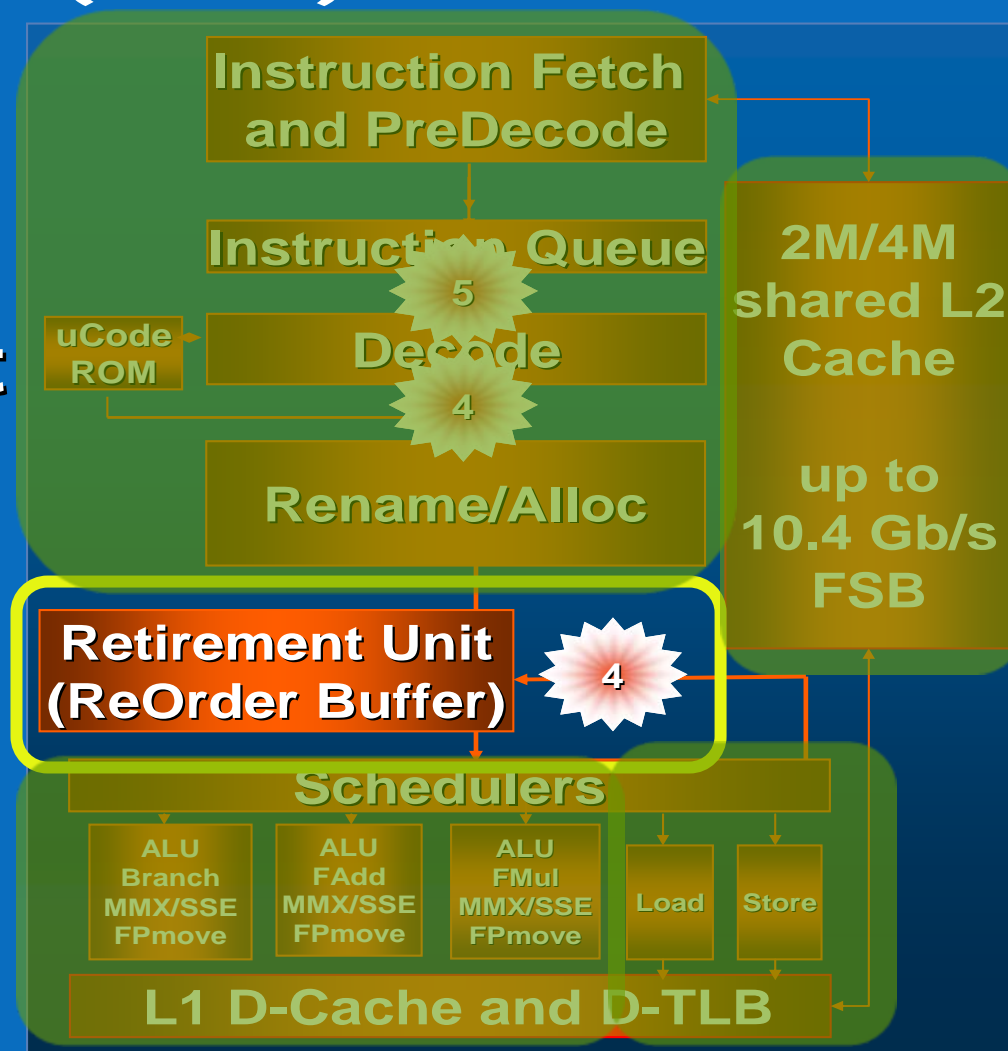 Instruction Fetch
and PreDecode
Instruction Queue
5
uCode
ROM
Decode
4
Rename/Alloc
2M/4M
shared L2
Cache
up to
10.4 Gb/s
FSB
Retirement Unit
(ReOrder Buffer)
4
Schedulers
ALU
Branch
MMX/SSE
FPmove
ALU
FAdd
MMX/SSE
FPmove
ALU
FMul
MMX/SSE
FPmove
Load
Store
L1 D-Cache and D-TLB